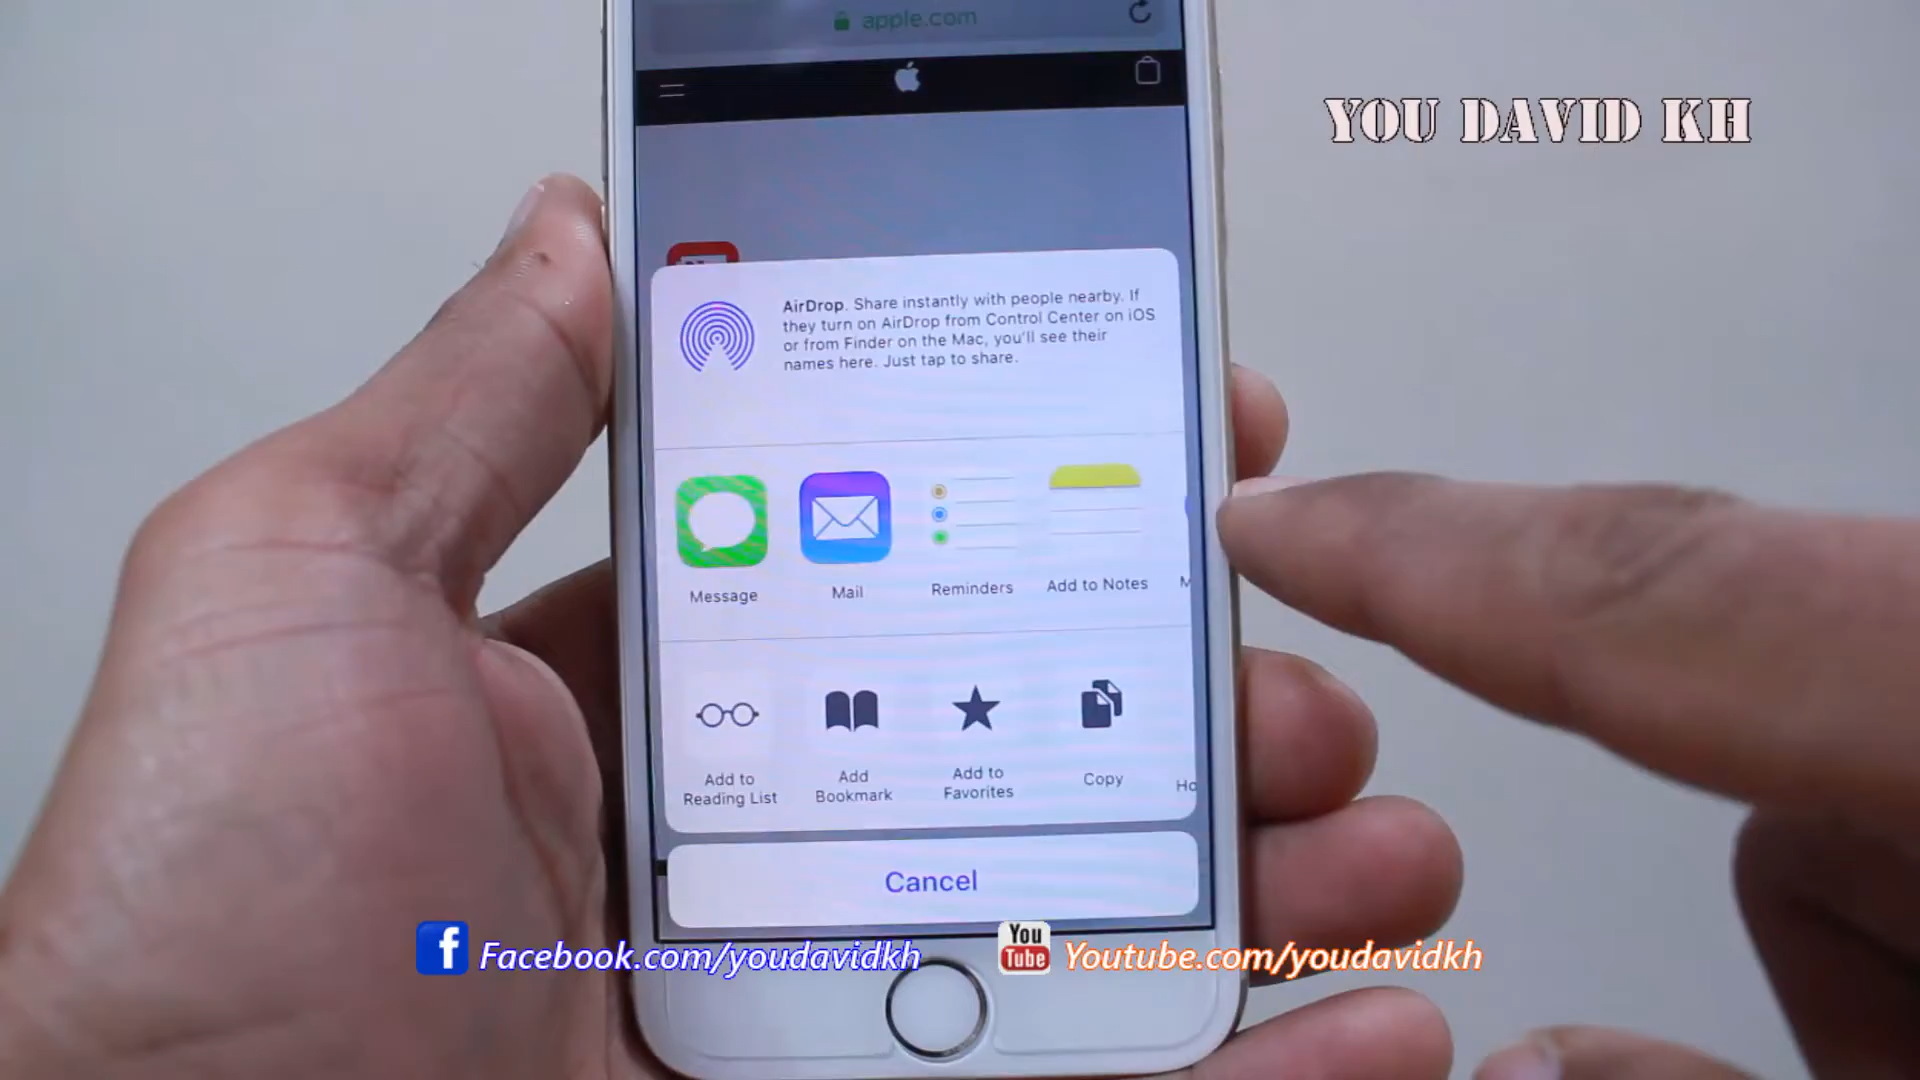 apple.com
YOU DAVID KH
AirDrop. Share instantly with people nearby. If
they turn on AirDrop from Control Center on iOS
or from Finder on the Mac, you'll see their
names here. Just tap to share.
Message Mail Reminders Add to Notes M
Add to Reading List
Add Bookmark
Add to Favorites
Copy
Ho
Cancel
f Facebook.com/youdavidkh
You Tube Youtube.com/youdavidkh